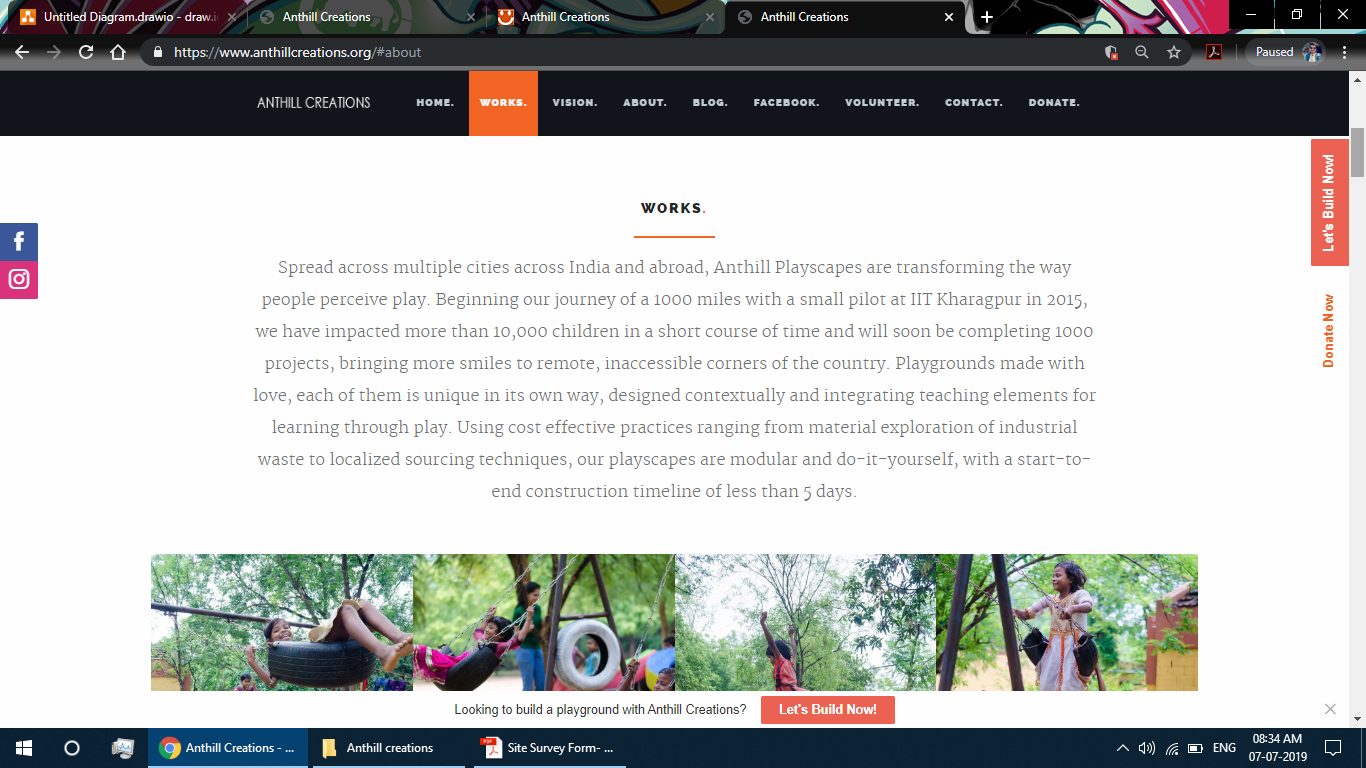 Untitled Diagram.drawio - draw.i
Anthill Creations
Anthill Creations
Anthill Creations
https://www.anthillcreations.org/#about
Paused
ANTHILL CREATIONS
HOME.
WORKS.
VISION.
ABOUT.
BLOG.
FACEBOOK.
VOLUNTEER.
CONTACT.
DONATE.
Let's Build Now!
Donate Now
WORKS.
Spread across multiple cities across India and abroad, Anthill Playscapes are transforming the way
people perceive play. Beginning our journey of a 1000 miles with a small pilot at IIT Kharagpur in 2015,
we have impacted more than 10,000 children in a short course of time and will soon be completing 1000
projects, bringing more smiles to remote, inaccessible corners of the country. Playgrounds made with
love, each of them is unique in its own way, designed contextually and integrating teaching elements for
learning through play. Using cost effective practices ranging from material exploration of industrial
waste to localized sourcing techniques, our playscapes are modular and do-it-yourself, with a start-to-
end construction timeline of less than 5 days.
Looking to build a playground with Anthill Creations?
Let's Build Now!
Anthill Creations - ...
Anthill creations
Site Survey Form- ...
ENG
08:34 AM
07-07-2019